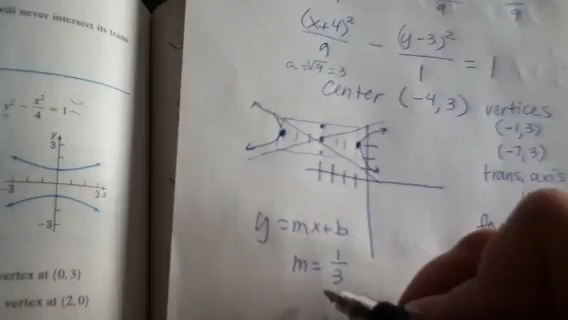 will never intersect its trans
x²/4 = 1
y
3
-3
3 x
-3
vertex at (0, 3)
vertex at (2, 0)
9
9
(x+4)²/9 - (y-3)²/1 = 1
a=√9=3
Center (-4,3)
vertices
(-1,3)
(-7,3)
trans. axis
y = mx+b
m = 1/3